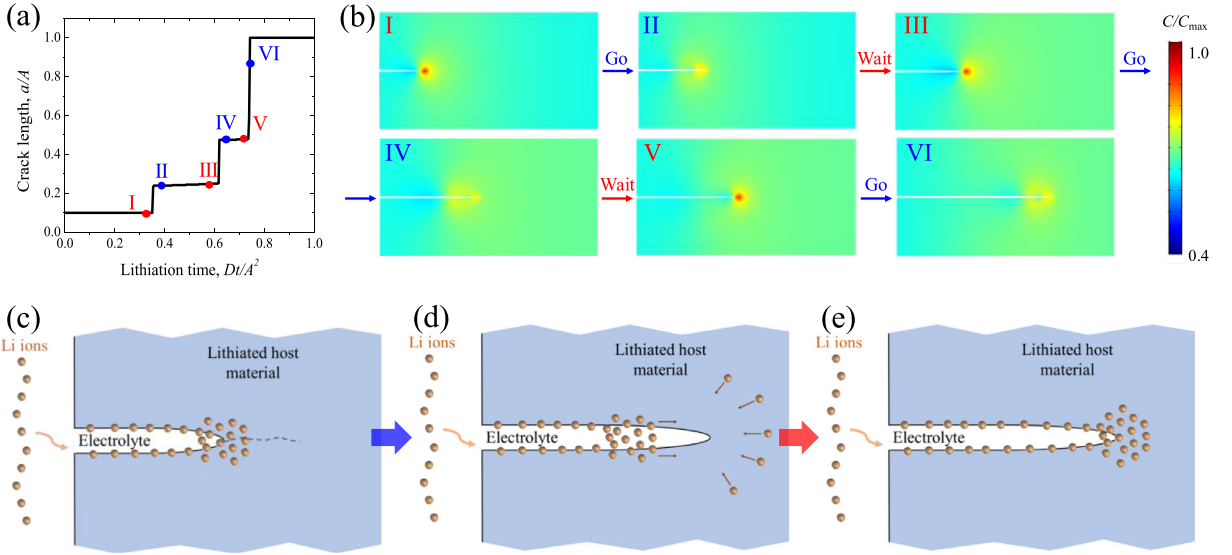 (a)
Crack length, a/A
1.0
0.8
0.6
0.4
0.2
0.0
I
II
III
IV
V
VI
0.0 0.2 0.4 0.6 0.8 1.0
Lithiation time, Dt/A²
(b)
I
Go
II
Wait
III
Go
IV
Wait
V
Go
VI
C/Cmax
1.0
0.4
(c)
Li ions
Lithiated host
material
Electrolyte
(d)
Li ions
Lithiated host
material
Electrolyte
(e)
Li ions
Lithiated host
material
Electrolyte